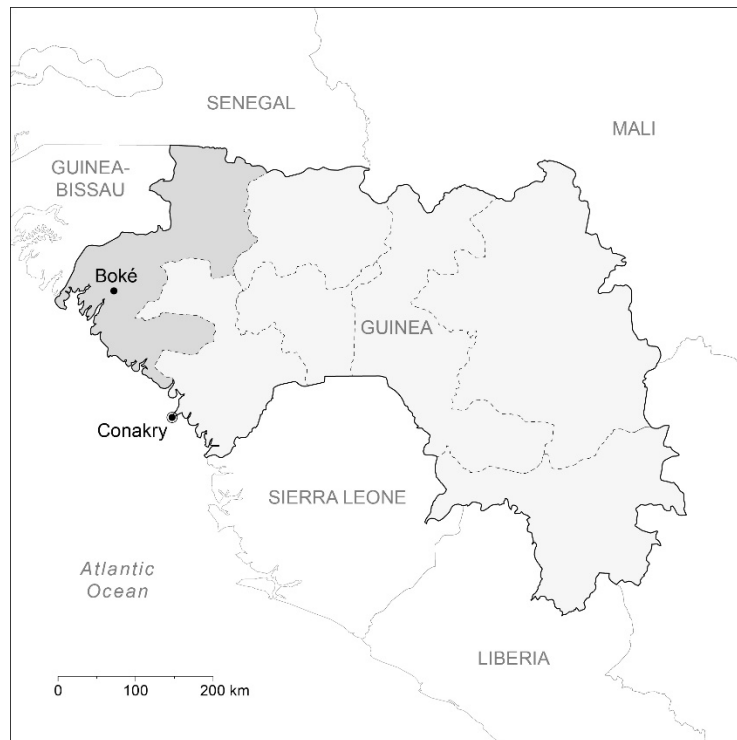 SENEGAL
MALI
GUINEA-
BISSAU
Boké
GUINEA
Conakry
SIERRA LEONE
Atlantic
Ocean
LIBERIA
0 100 200 km